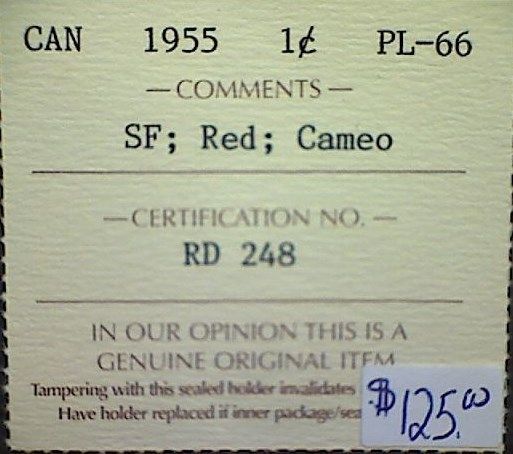 CAN 1955 1¢ PL-66
— COMMENTS —
SF; Red; Cameo
— CERTIFICATION NO. —
RD 248
IN OUR OPINION THIS IS A
GENUINE ORIGINAL ITEM
Tampering with this sealed holder invalidates
Have holder replaced if inner package/sea
$125.00